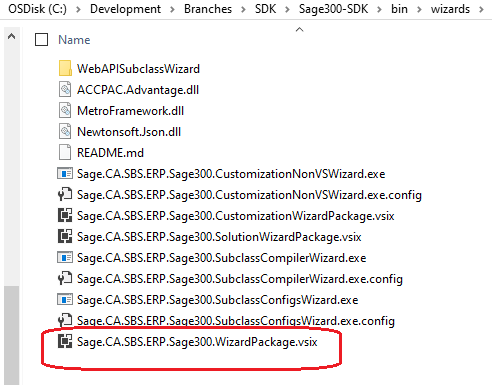 OSDisk (C:) > Development > Branches > SDK > Sage300-SDK > bin > wizards >
Name
WebAPISubclassWizard
ACCPAC.Advantage.dll
MetroFramework.dll
Newtonsoft.Json.dll
README.md
Sage.CA.SBS.ERP.Sage300.CustomizationNonVSWizard.exe
Sage.CA.SBS.ERP.Sage300.CustomizationNonVSWizard.exe.config
Sage.CA.SBS.ERP.Sage300.CustomizationWizardPackage.vsix
Sage.CA.SBS.ERP.Sage300.SolutionWizardPackage.vsix
Sage.CA.SBS.ERP.Sage300.SubclassCompilerWizard.exe
Sage.CA.SBS.ERP.Sage300.SubclassCompilerWizard.exe.config
Sage.CA.SBS.ERP.Sage300.SubclassConfigsWizard.exe
Sage.CA.SBS.ERP.Sage300.SubclassConfigsWizard.exe.config
Sage.CA.SBS.ERP.Sage300.WizardPackage.vsix